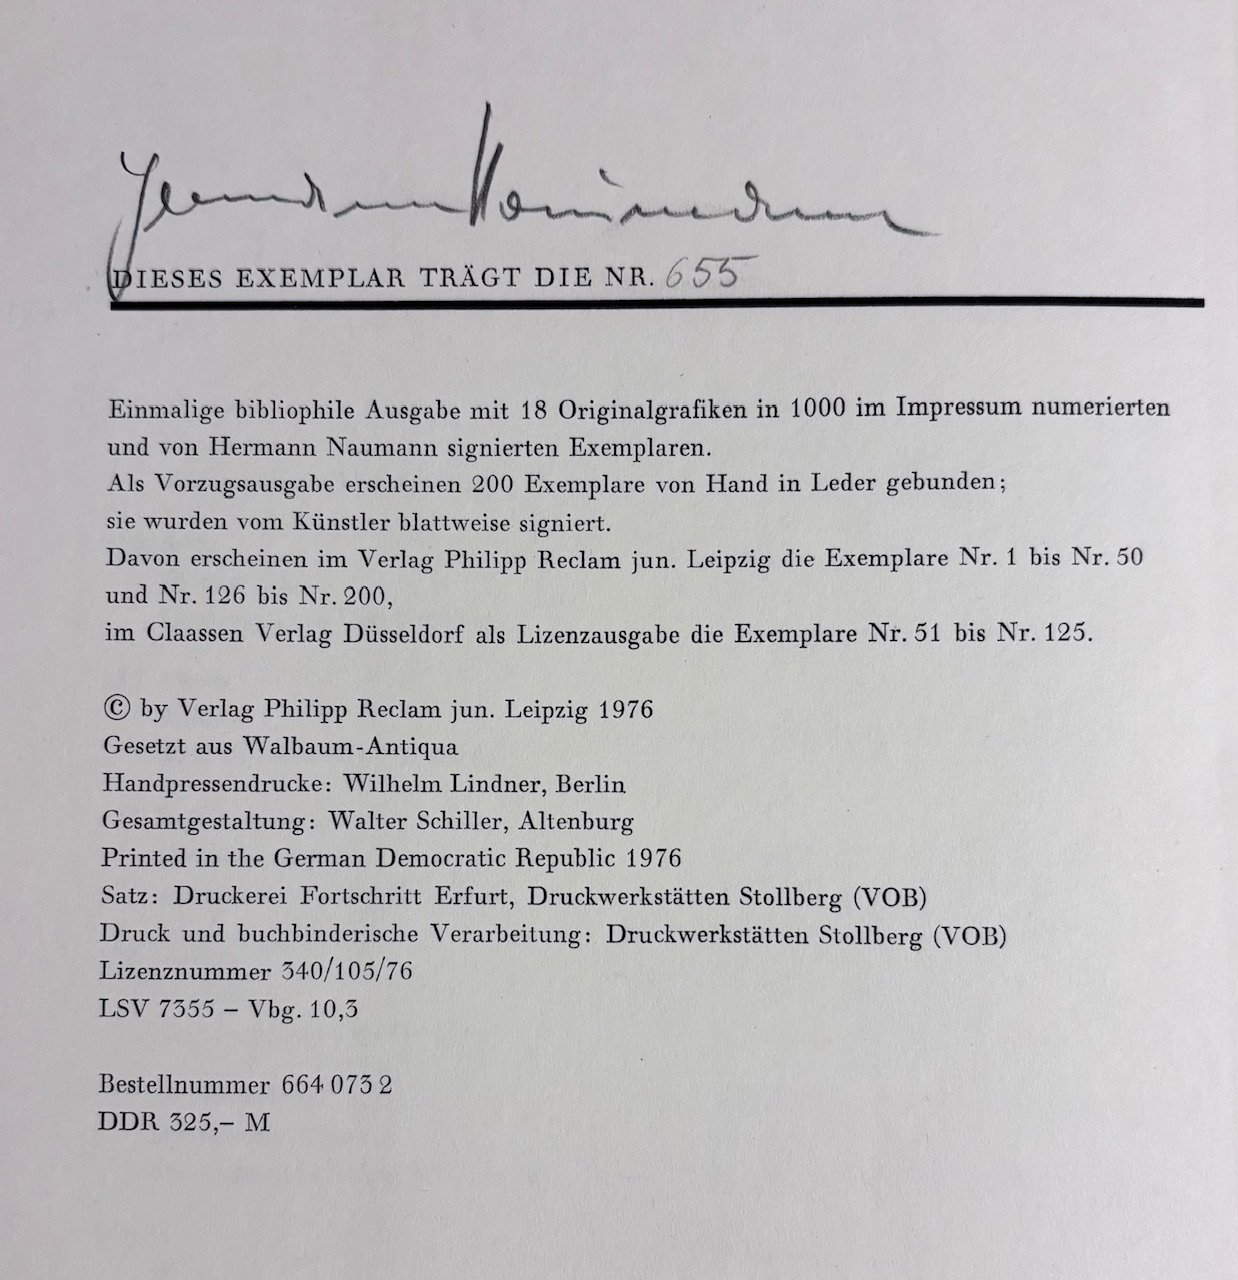 DIESES EXEMPLAR TRÄGT DIE NR. 655
Einmalige bibliophile Ausgabe mit 18 Originalgrafiken in 1000 im Impressum numerierten
und von Hermann Naumann signierten Exemplaren.
Als Vorzugsausgabe erscheinen 200 Exemplare von Hand in Leder gebunden;
sie wurden vom Künstler blattweise signiert.
Davon erscheinen im Verlag Philipp Reclam jun. Leipzig die Exemplare Nr. 1 bis Nr. 50
und Nr. 126 bis Nr. 200,
im Claassen Verlag Düsseldorf als Lizenzausgabe die Exemplare Nr. 51 bis Nr. 125.
© by Verlag Philipp Reclam jun. Leipzig 1976
Gesetzt aus Walbaum-Antiqua
Handpressendrucke: Wilhelm Lindner, Berlin
Gesamtgestaltung: Walter Schiller, Altenburg
Printed in the German Democratic Republic 1976
Satz: Druckerei Fortschritt Erfurt, Druckwerkstätten Stollberg (VOB)
Druck und buchbinderische Verarbeitung: Druckwerkstätten Stollberg (VOB)
Lizenznummer 340/105/76
LSV 7355 – Vbg. 10,3
Bestellnummer 664 073 2
DDR 325,– M